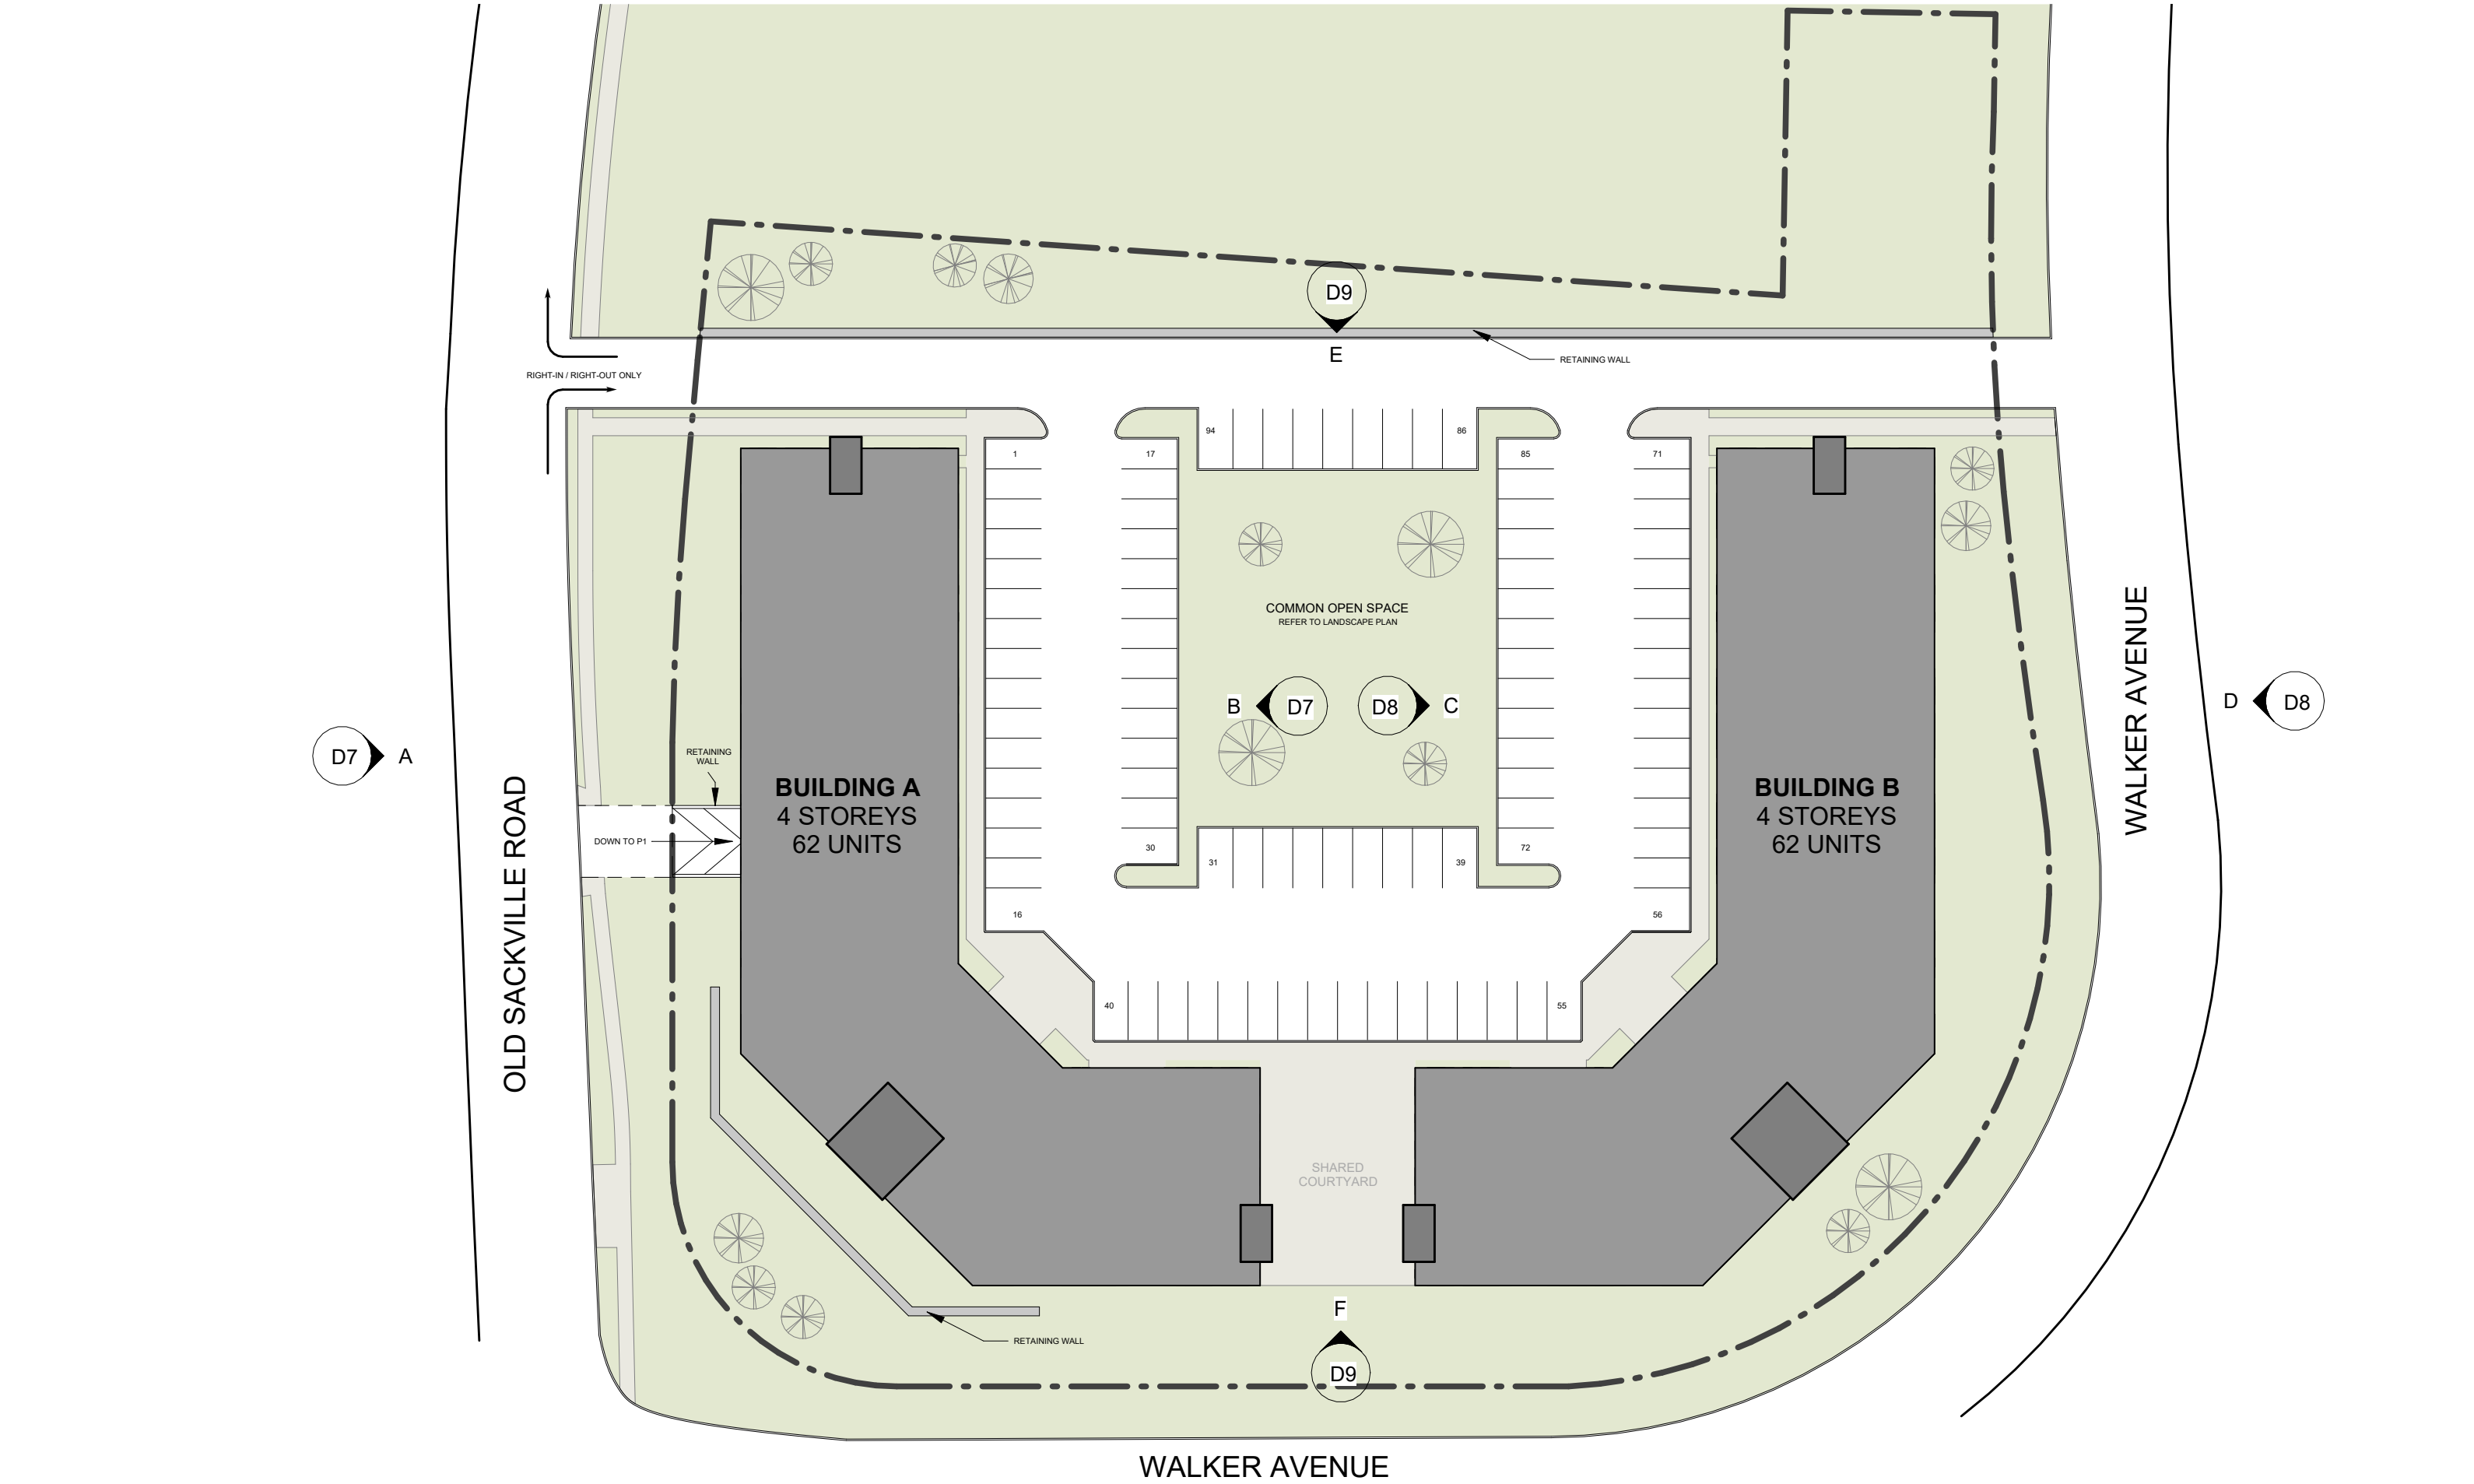 D9
E
RETAINING WALL
RIGHT-IN / RIGHT-OUT ONLY
94
86
1
17
85
71
COMMON OPEN SPACE
REFER TO LANDSCAPE PLAN
WALKER AVENUE
B
D7
D8
C
D
D8
D7
A
RETAINING
WALL
BUILDING A
4 STOREYS
62 UNITS
BUILDING B
4 STOREYS
62 UNITS
DOWN TO P1
30
31
39
72
OLD SACKVILLE ROAD
16
56
40
55
SHARED
COURTYARD
F
RETAINING WALL
D9
WALKER AVENUE